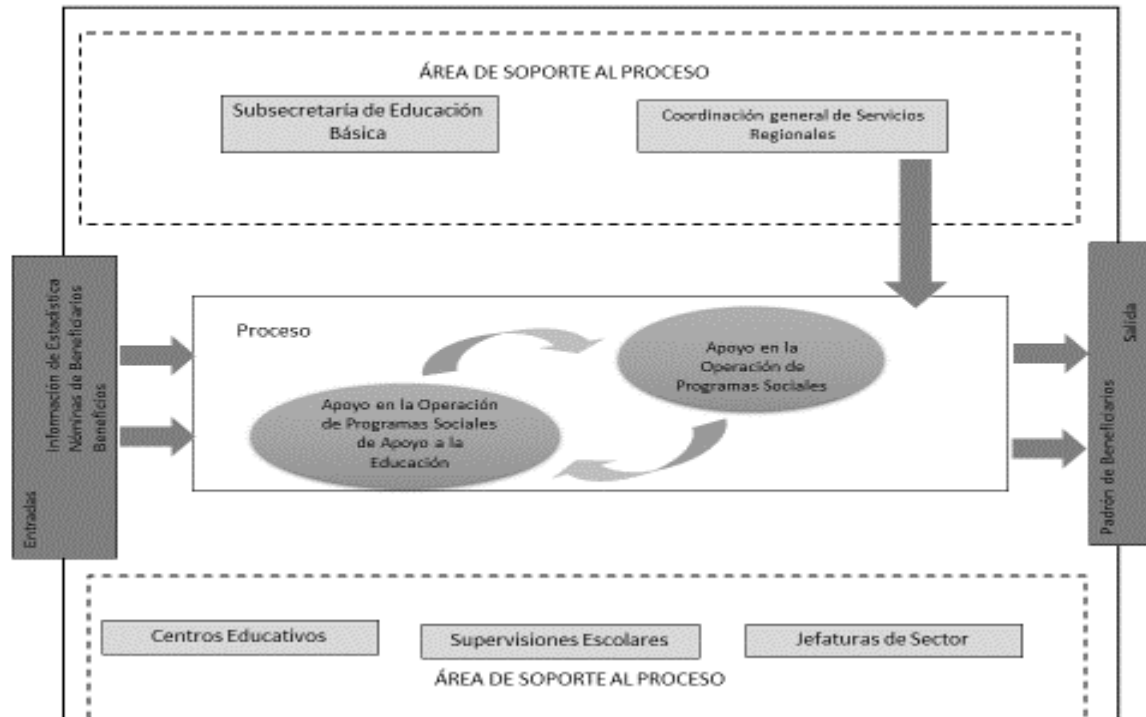 ÁREA DE SOPORTE AL PROCESO
Subsecretaría de Educación
Básica
Coordinación general de Servicios
Regionales
Entradas
Información de Estadística
Nóminas de Beneficiarios
Beneficios
Proceso
Apoyo en la Operación
de Programas Sociales
de Apoyo a la
Educación
Apoyo en la
Operación de
Programas Sociales
Padrón de Beneficiarios
Salida
Centros Educativos
Supervisiones Escolares
Jefaturas de Sector
ÁREA DE SOPORTE AL PROCESO